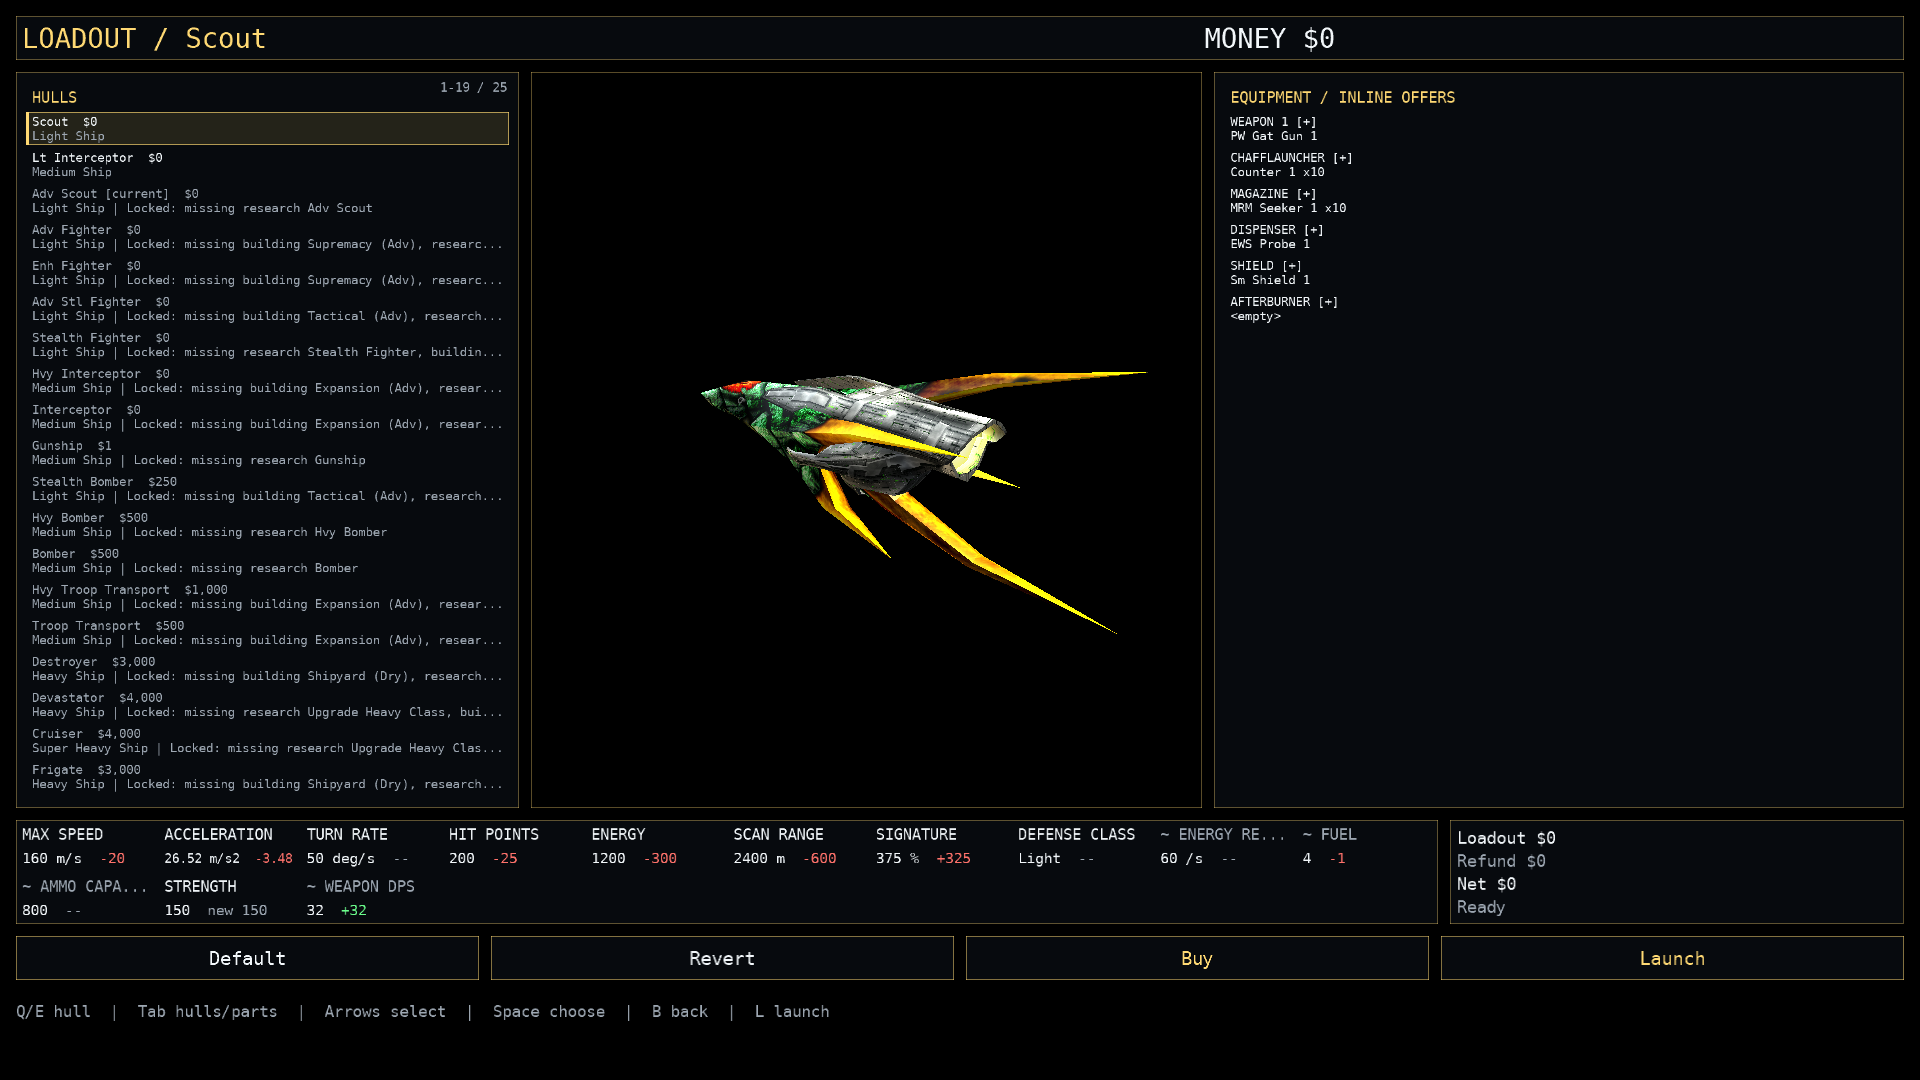 LOADOUT / Scout
MONEY $0
HULLS
1-19 / 25
Scout  $0
Light Ship
Lt Interceptor  $0
Medium Ship
Adv Scout [current]  $0
Light Ship | Locked: missing research Adv Scout
Adv Fighter  $0
Light Ship | Locked: missing building Supremacy (Adv), researc...
Enh Fighter  $0
Light Ship | Locked: missing building Supremacy (Adv), researc...
Adv Stl Fighter  $0
Light Ship | Locked: missing building Tactical (Adv), research...
Stealth Fighter  $0
Light Ship | Locked: missing research Stealth Fighter, buildin...
Hvy Interceptor  $0
Medium Ship | Locked: missing building Expansion (Adv), resear...
Interceptor  $0
Medium Ship | Locked: missing building Expansion (Adv), resear...
Gunship  $1
Medium Ship | Locked: missing research Gunship
Stealth Bomber  $250
Light Ship | Locked: missing building Tactical (Adv), research...
Hvy Bomber  $500
Medium Ship | Locked: missing research Hvy Bomber
Bomber  $500
Medium Ship | Locked: missing research Bomber
Hvy Troop Transport  $1,000
Medium Ship | Locked: missing building Expansion (Adv), resear...
Troop Transport  $500
Medium Ship | Locked: missing building Expansion (Adv), resear...
Destroyer  $3,000
Heavy Ship | Locked: missing building Shipyard (Dry), research...
Devastator  $4,000
Heavy Ship | Locked: missing research Upgrade Heavy Class, bui...
Cruiser  $4,000
Super Heavy Ship | Locked: missing research Upgrade Heavy Clas...
Frigate  $3,000
Heavy Ship | Locked: missing building Shipyard (Dry), research...
EQUIPMENT / INLINE OFFERS
WEAPON 1 [+]
PW Gat Gun 1
CHAFFLAUNCHER [+]
Counter 1 x10
MAGAZINE [+]
MRM Seeker 1 x10
DISPENSER [+]
EWS Probe 1
SHIELD [+]
Sm Shield 1
AFTERBURNER [+]
<empty>
MAX SPEED  ACCELERATION  TURN RATE  HIT POINTS  ENERGY  SCAN RANGE  SIGNATURE  DEFENSE CLASS  ~ ENERGY RE...  ~ FUEL
160 m/s  -20  26.52 m/s2  -3.48  50 deg/s  --  200  -25  1200  -300  2400 m  -600  375 %  +325  Light  --  60 /s  --  4  -1
~ AMMO CAPA...  STRENGTH  ~ WEAPON DPS
800  --  150  new 150  32  +32
Loadout $0
Refund $0
Net $0
Ready
Default
Revert
Buy
Launch
Q/E hull  |  Tab hulls/parts  |  Arrows select  |  Space choose  |  B back  |  L launch